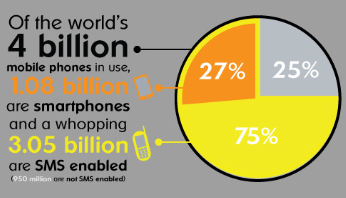 Of the world's
4 billion
mobile phones in use,
1.08 billion
are smartphones
and a whopping
3.05 billion
are SMS enabled
(950 million are not SMS enabled)
27%
25%
75%